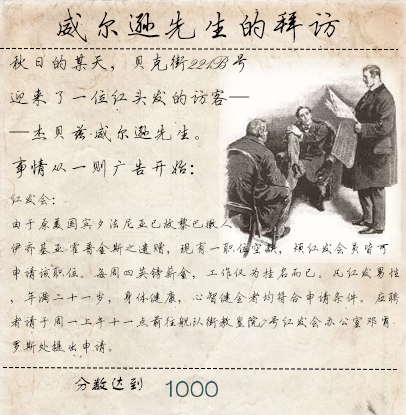 威尔逊先生的拜访
秋日的某天，贝克街221B号
迎来了一位红头发的访客—
—杰贝兹·威尔逊先生。
事情从一则广告开始：
红发会：
由于原美国宾夕法尼亚已故黎巴嫩人
伊乔基亚·霍普金斯之遗赠，现有一职位空缺，须红发会员皆可
申请该职位。每周四英镑薪金，工作仅为挂名而已。凡红发男性
，年满二十一岁，身体健康，心智健全者均符合申请条件。应聘
者请于周一上午十一点前往舰队街教皇院7号红发会办公室邓肯
罗斯处提出申请。
分数达到 1000